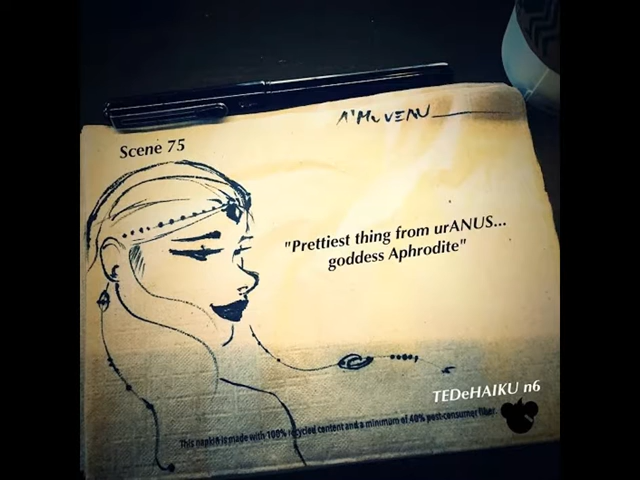 A'MUVENU
Scene 75
"Prettiest thing from urANUS...
goddess Aphrodite"
TEDeHAIKU n6
This napkin is made with 100% recycled content and a minimum of 40% post-consumer fiber